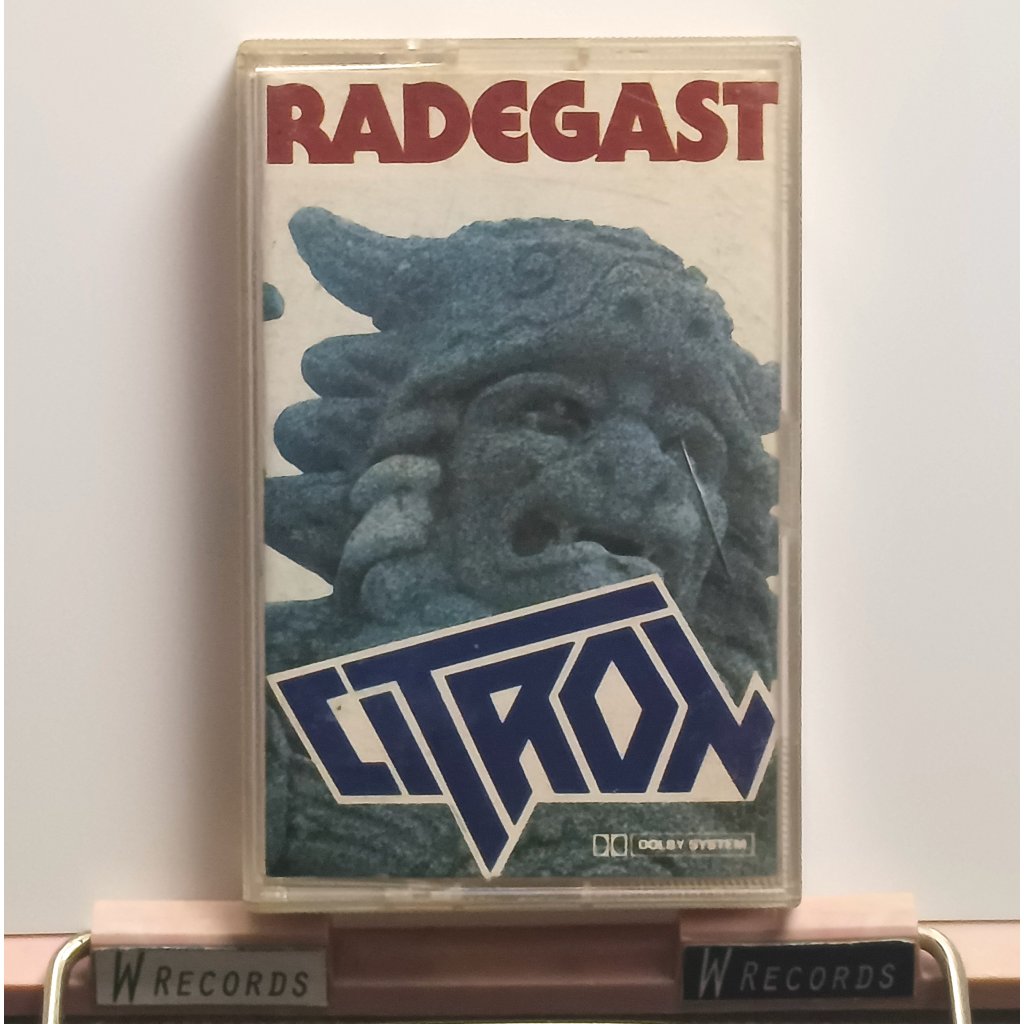 RADEGAST
CITRON
DOLBY SYSTEM
W RECORDS
W RECORDS